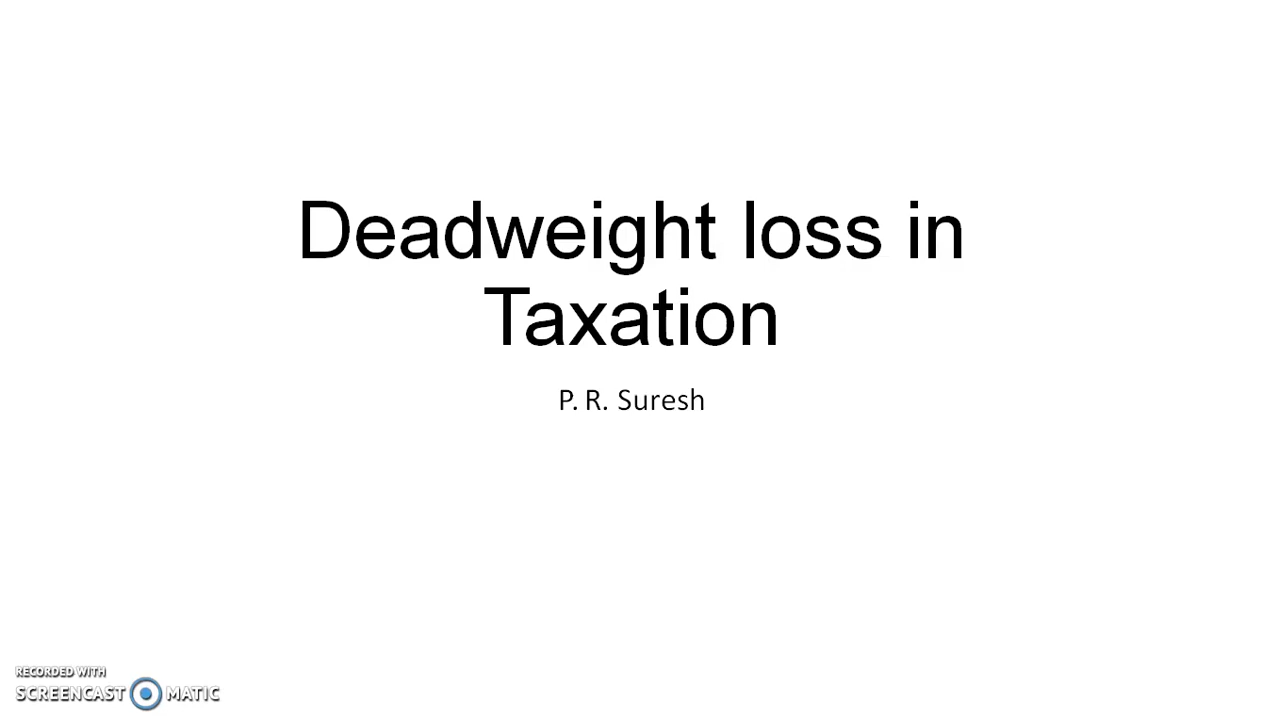 Deadweight loss in
Taxation
P. R. Suresh
RECORDED WITH
SCREENCAST MATIC